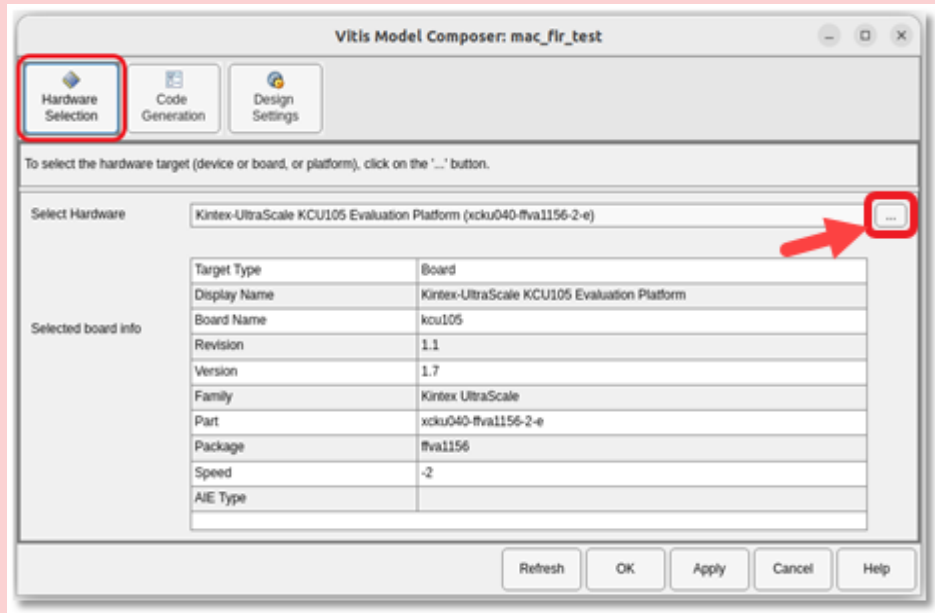 Vitis Model Composer: mac_fir_test
Hardware
Selection
Code
Generation
Design
Settings
To select the hardware target (device or board, or platform), click on the '...' button.
Select Hardware
Kintex-UltraScale KCU105 Evaluation Platform (xcku040-ffva1156-2-e)
...
Selected board info
Target Type Board
Display Name Kintex-UltraScale KCU105 Evaluation Platform
Board Name kcu105
Revision 1.1
Version 1.7
Family Kintex UltraScale
Part xcku040-ffva1156-2-e
Package ffva1156
Speed -2
AIE Type
Refresh OK Apply Cancel Help